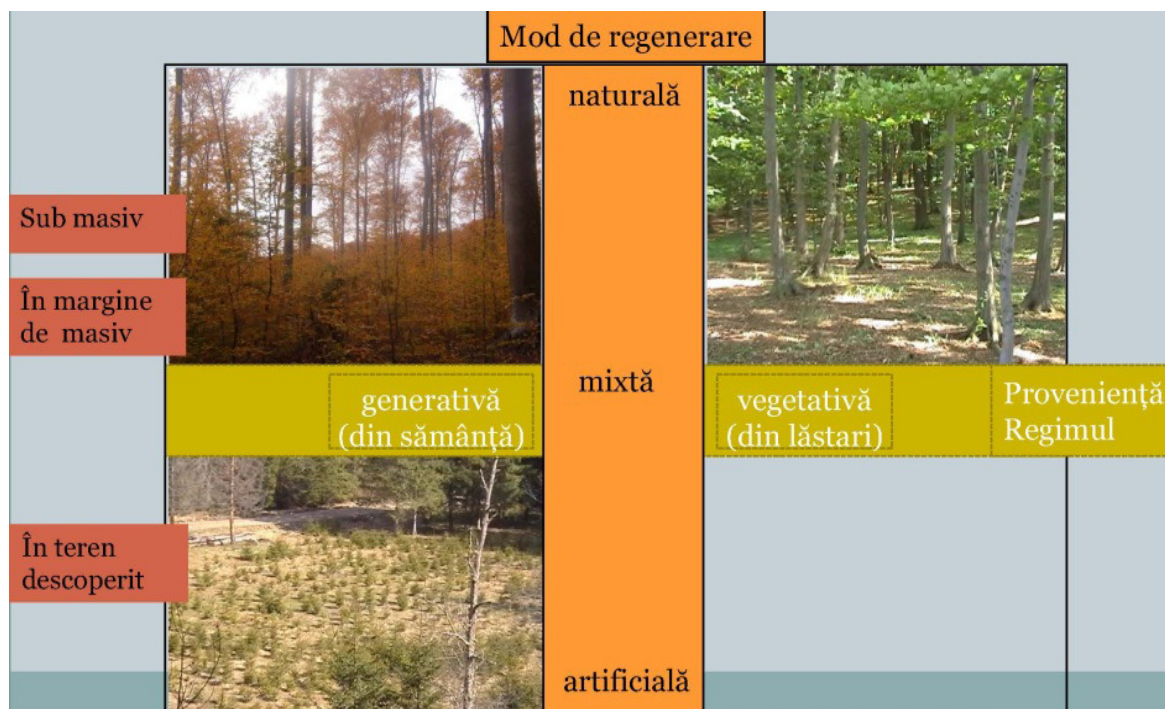 Mod de regenerare
naturală
Sub masiv
În margine
de masiv
mixtă
generativă
(din sămânță)
vegetativă
(din lăstari)
Proveniență
Regimul
În teren
descoperit
artificială